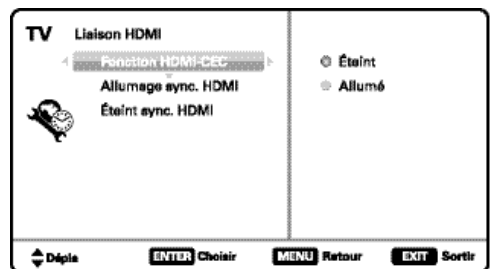 TV Liaison HDMI
Fonction HDMI-CEC
Éteint
Allumage sync. HDMI
Allumé
Éteint sync. HDMI
Dépla ENTER Choisir MENU Retour EXIT Sortir